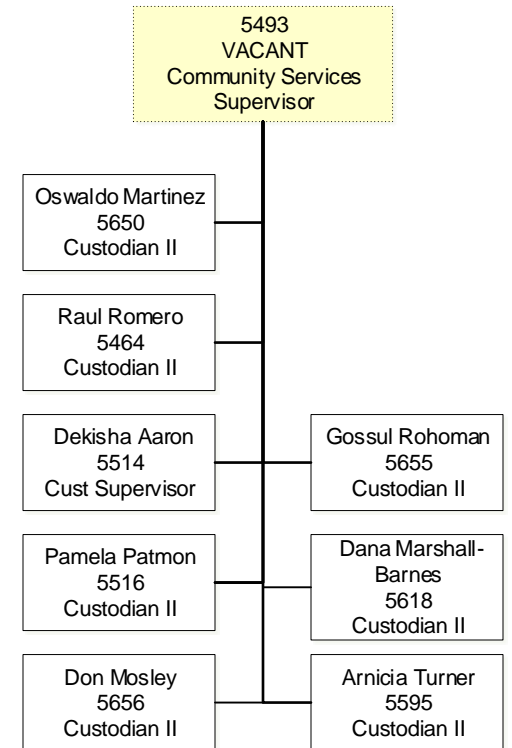 5493
VACANT
Community Services
Supervisor
Oswaldo Martinez
5650
Custodian II
Raul Romero
5464
Custodian II
Dekisha Aaron
5514
Cust Supervisor
Gossul Rohoman
5655
Custodian II
Pamela Patmon
5516
Custodian II
Dana Marshall-
Barnes
5618
Custodian II
Don Mosley
5656
Custodian II
Arnicia Turner
5595
Custodian II